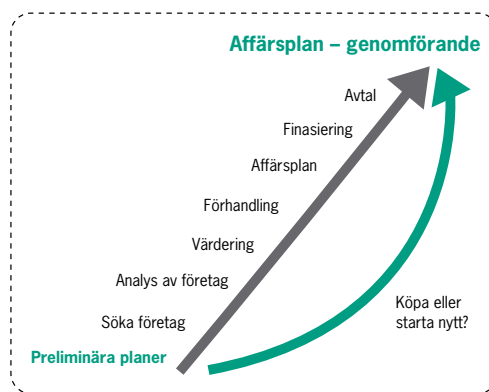 Affärsplan – genomförande
Avtal
Finasiering
Affärsplan
Förhandling
Värdering
Analys av företag
Söka företag
Preliminära planer
Köpa eller
starta nytt?